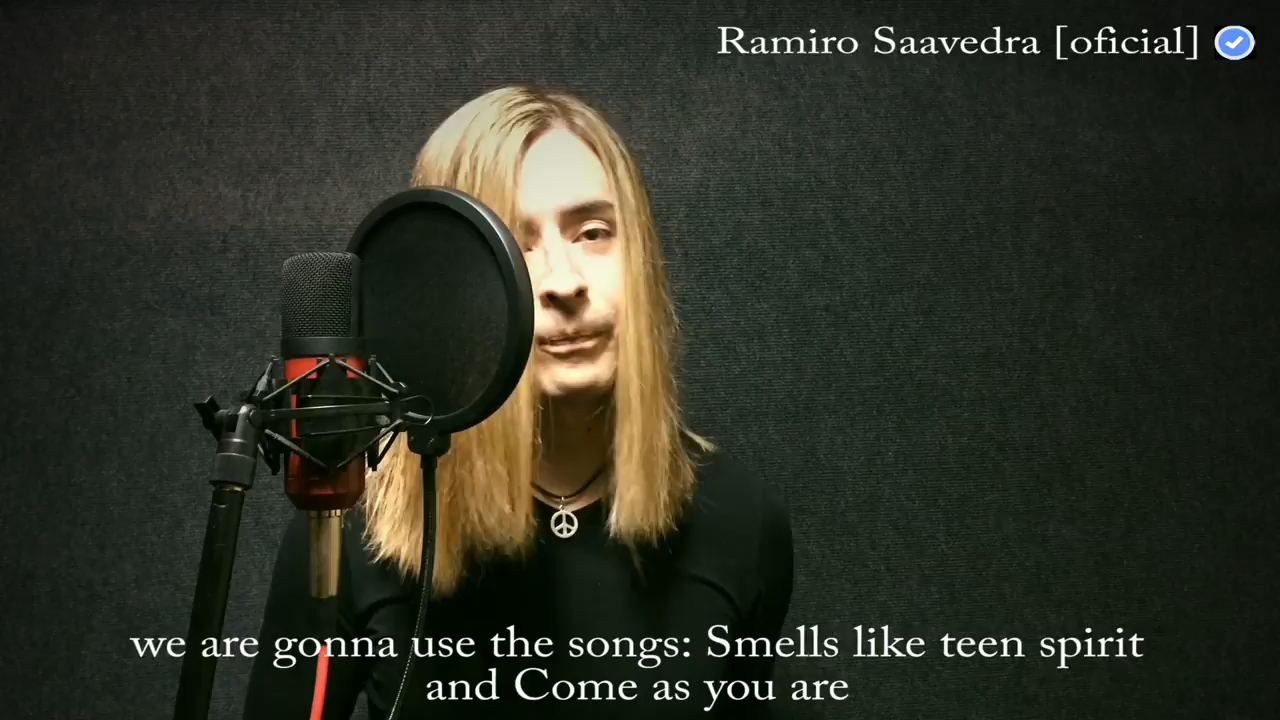 Ramiro Saavedra [oficial]
we are gonna use the songs: Smells like teen spirit
and Come as you are